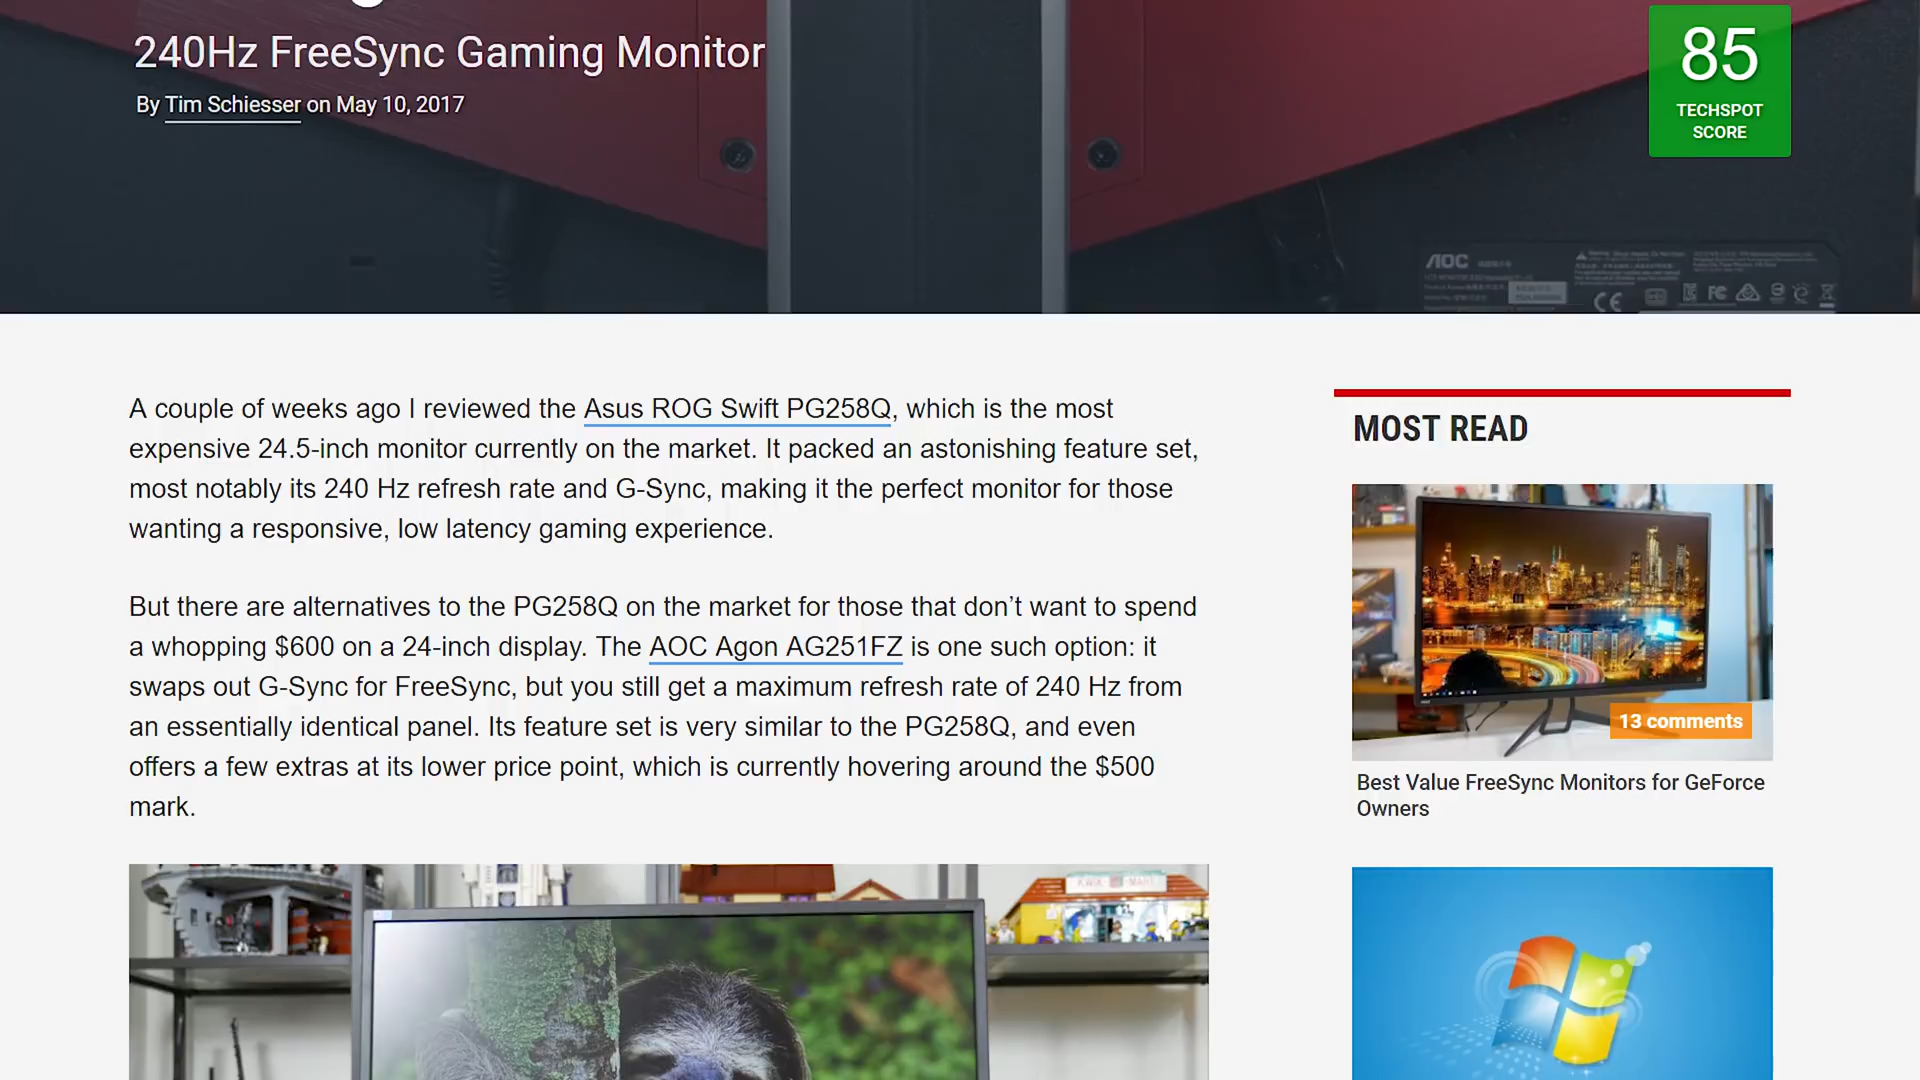 240Hz FreeSync Gaming Monitor
By Tim Schiesser on May 10, 2017
85
TECHSPOT
SCORE
AOC
A couple of weeks ago I reviewed the Asus ROG Swift PG258Q, which is the most
expensive 24.5-inch monitor currently on the market. It packed an astonishing feature set,
most notably its 240 Hz refresh rate and G-Sync, making it the perfect monitor for those
wanting a responsive, low latency gaming experience.
But there are alternatives to the PG258Q on the market for those that don’t want to spend
a whopping $600 on a 24-inch display. The AOC Agon AG251FZ is one such option: it
swaps out G-Sync for FreeSync, but you still get a maximum refresh rate of 240 Hz from
an essentially identical panel. Its feature set is very similar to the PG258Q, and even
offers a few extras at its lower price point, which is currently hovering around the $500
mark.
KWIK-E-MART
MOST READ
13 comments
Best Value FreeSync Monitors for GeForce
Owners